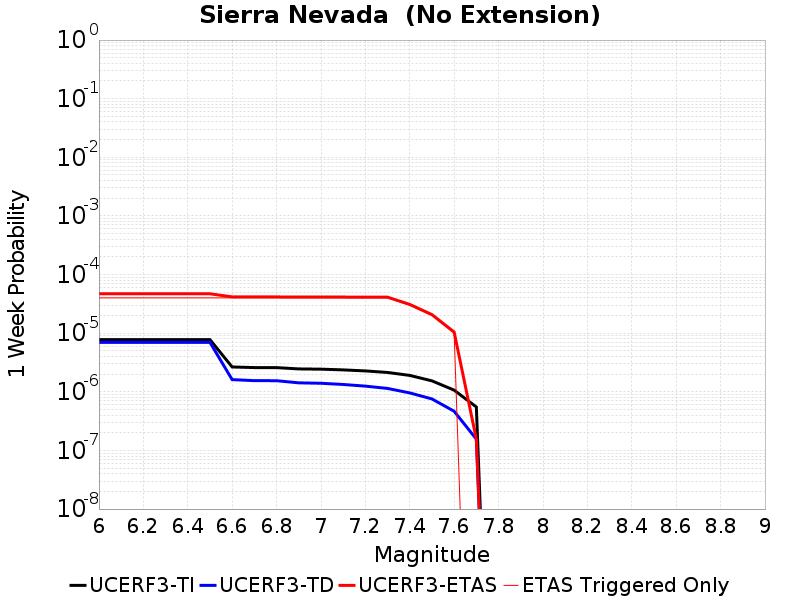 Sierra Nevada  (No Extension)
1 Week Probability
10^0
10^-1
10^-2
10^-3
10^-4
10^-5
10^-6
10^-7
10^-8
6 6.2 6.4 6.6 6.8 7 7.2 7.4 7.6 7.8 8 8.2 8.4 8.6 8.8 9
Magnitude
UCERF3-TI UCERF3-TD UCERF3-ETAS ETAS Triggered Only